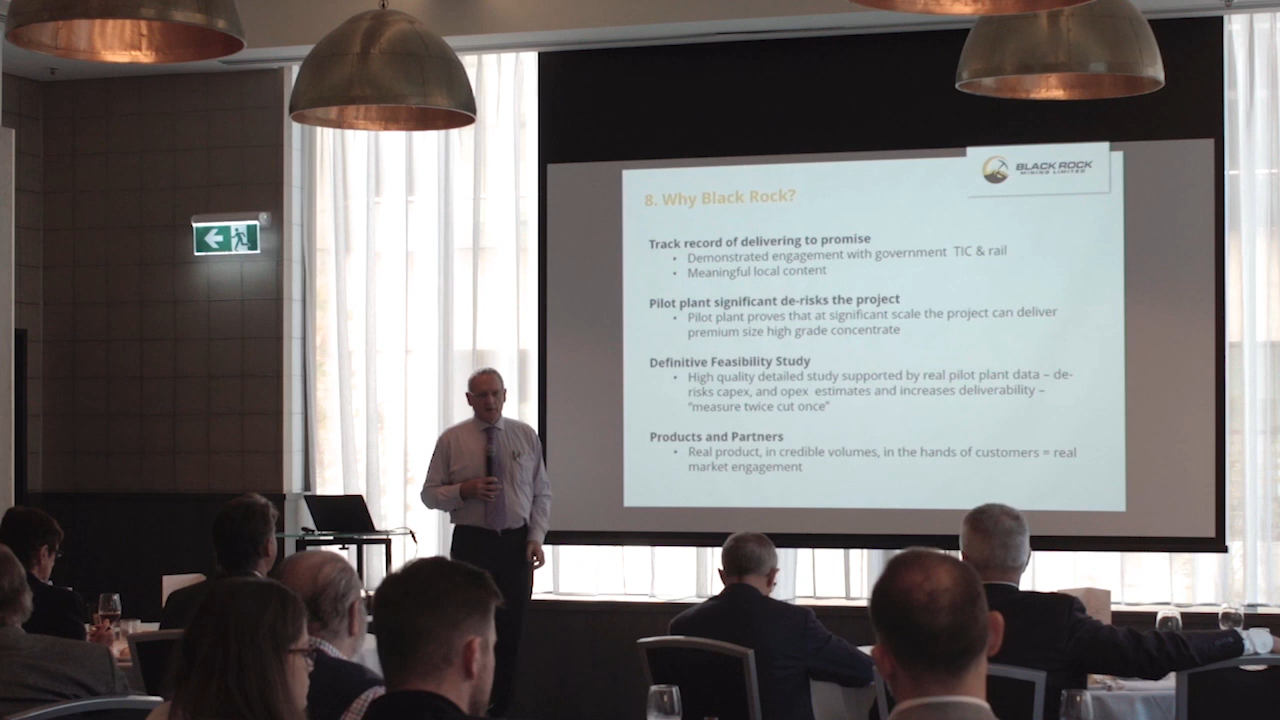 BLACK ROCK
MINING LIMITED
8. Why Black Rock?
Track record of delivering to promise
• Demonstrated engagement with government  TIC & rail
• Meaningful local content
Pilot plant significant de-risks the project
• Pilot plant proves that at significant scale the project can deliver
premium size high grade concentrate
Definitive Feasibility Study
• High quality detailed study supported by real pilot plant data – de-
risks capex, and opex  estimates and increases deliverability –
“measure twice cut once”
Products and Partners
• Real product, in credible volumes, in the hands of customers = real
market engagement